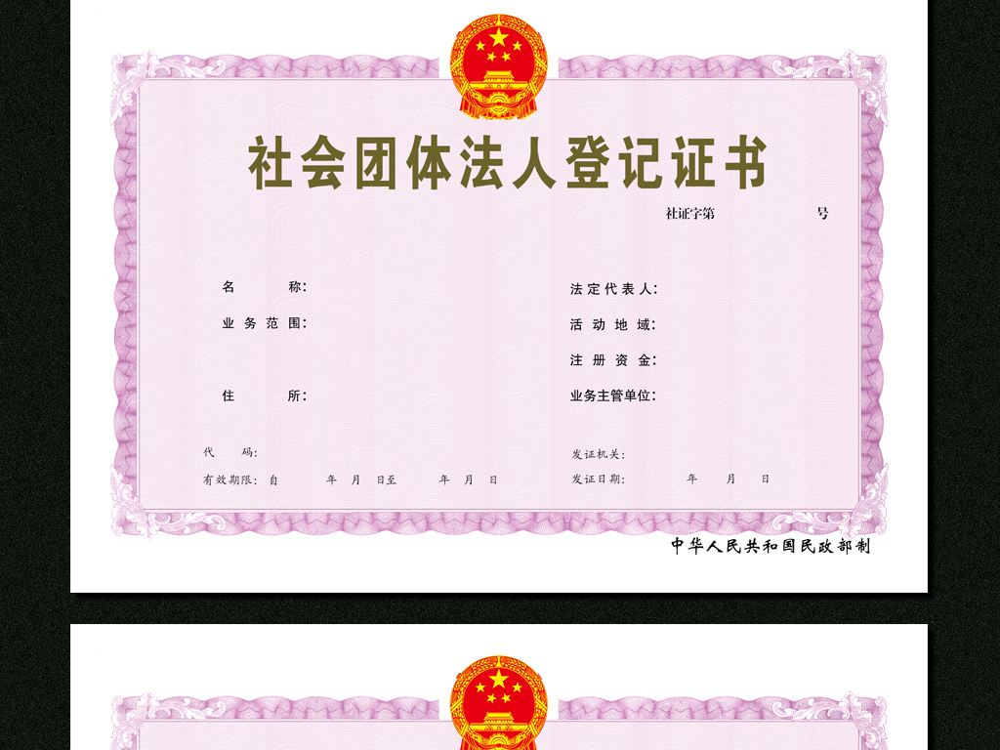 社会团体法人登记证书
社证字第 号
名 称：
业 务 范 围：
住 所：
法 定 代 表 人：
活 动 地 域：
注 册 资 金：
业务主管单位：
代 码：
有效期限：自 年 月 日至 年 月 日
发证机关：
发证日期： 年 月 日
中华人民共和国民政部制